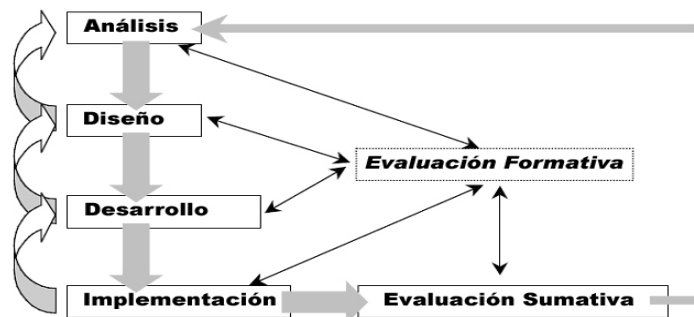 Análisis
Diseño
Evaluación Formativa
Desarrollo
Implementación
Evaluación Sumativa